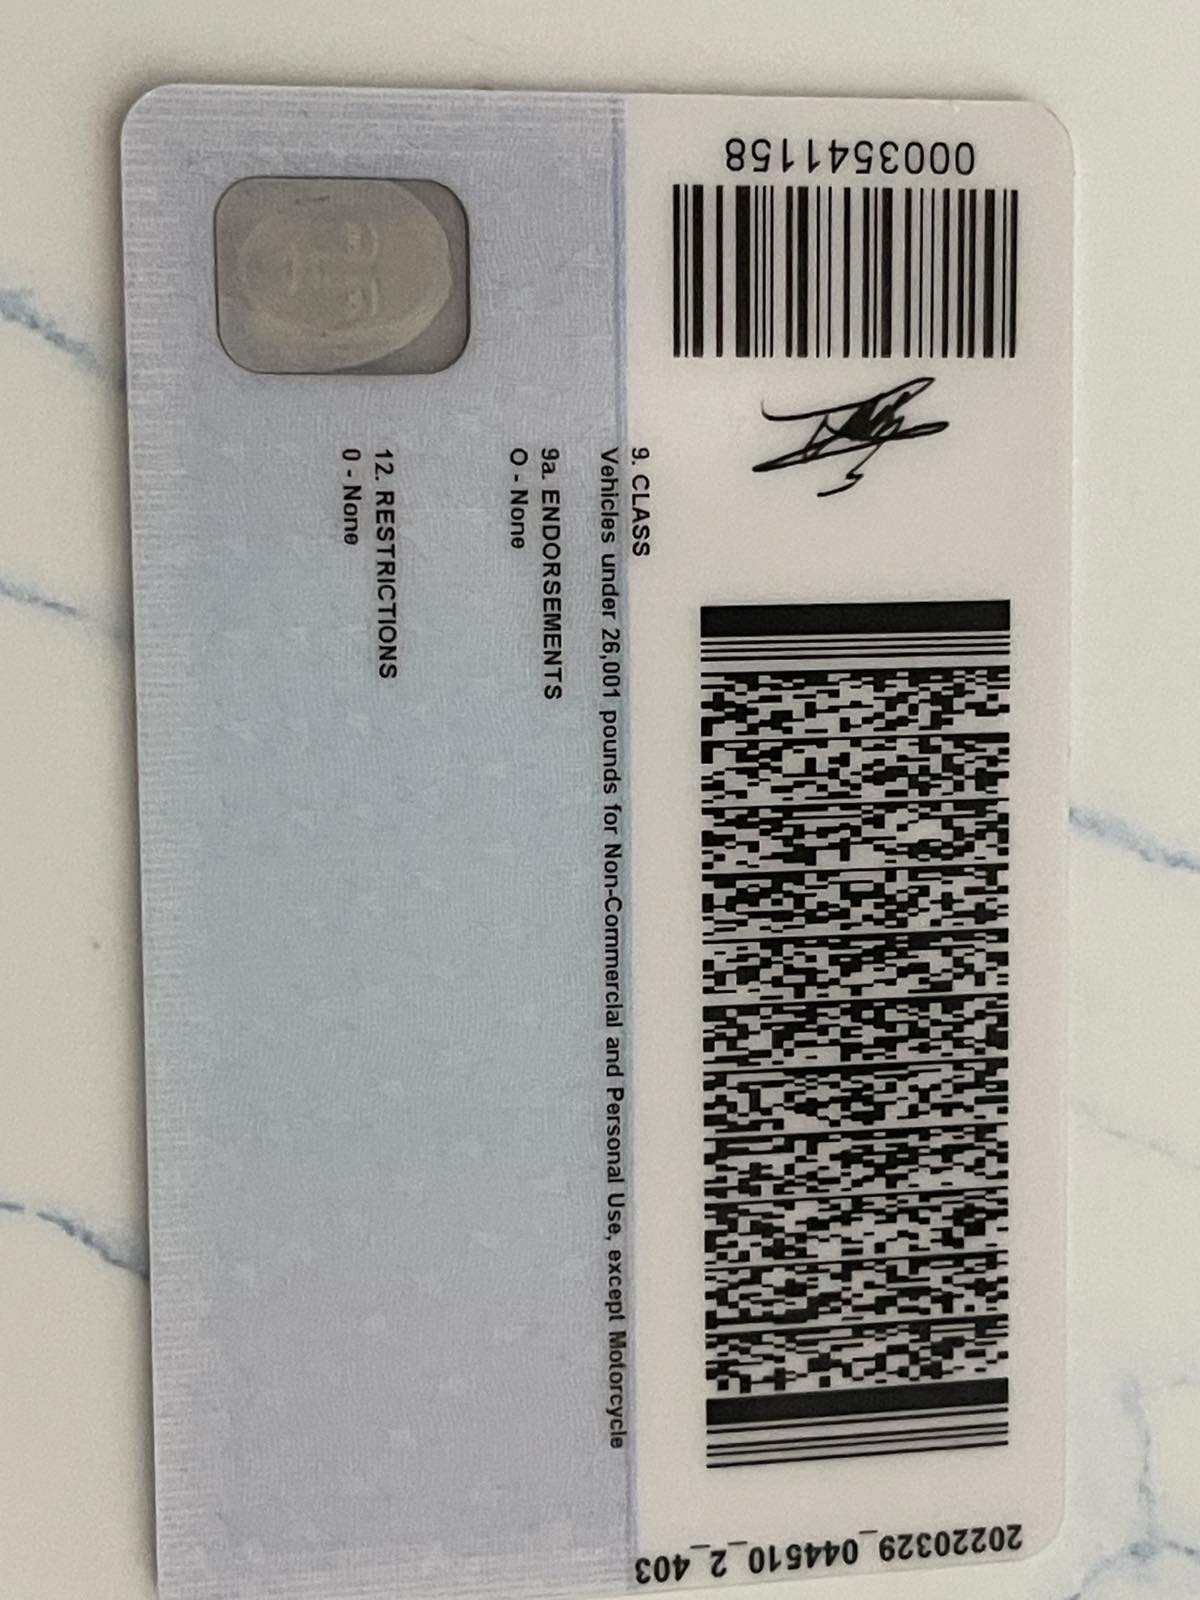 0003541158
9. CLASS
Vehicles under 26,001 pounds for Non-Commercial and Personal Use, except Motorcycle
9a. ENDORSEMENTS
O - None
12. RESTRICTIONS
0 - None
20220329_044510_2_403